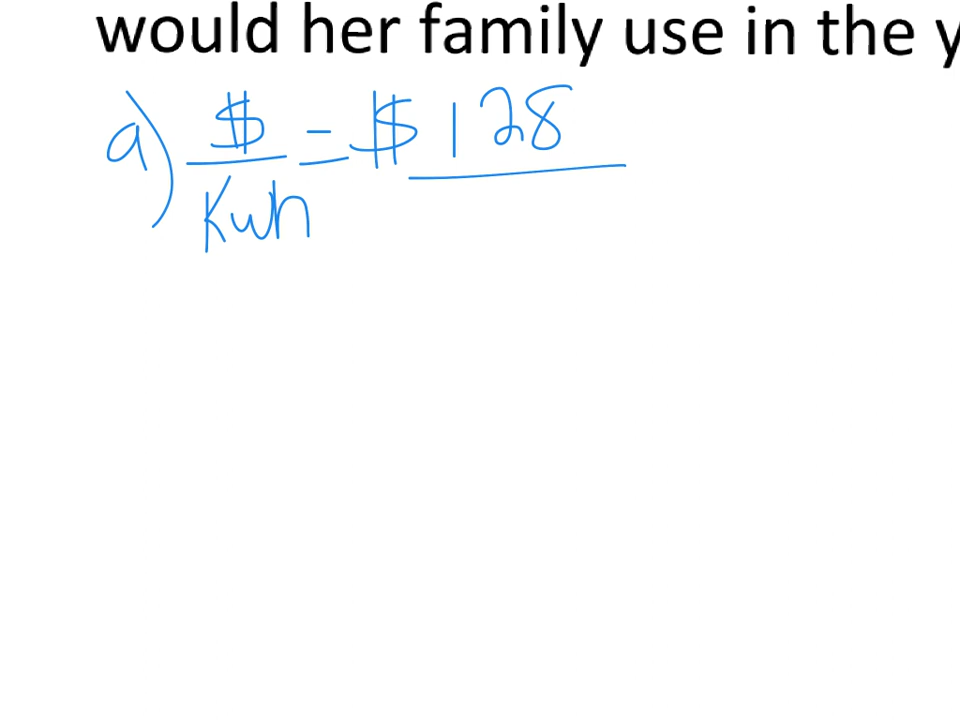 would her family use in the y
a) $ = $128
Kwh